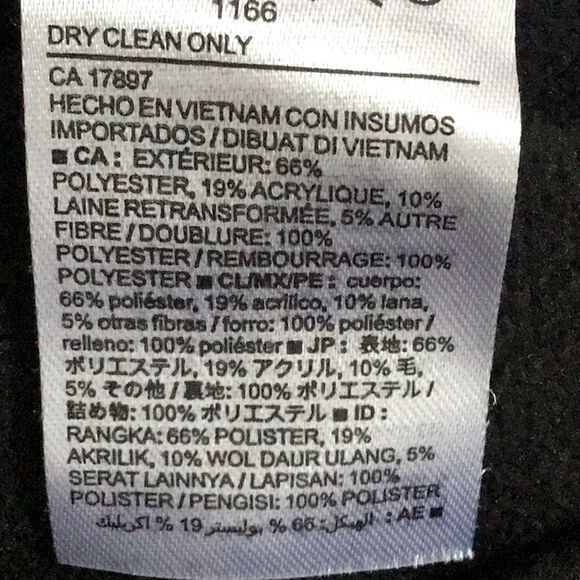 1166
DRY CLEAN ONLY
CA 17897
HECHO EN VIETNAM CON INSUMOS
IMPORTADOS / DIBUAT DI VIETNAM
■ CA : EXTÉRIEUR: 66%
POLYESTER, 19% ACRYLIQUE, 10%
LAINE RETRANSFORMÉE, 5% AUTRE
FIBRE / DOUBLURE: 100%
POLYESTER / REMBOURRAGE: 100%
POLYESTER ■ CL/MX/PE : cuerpo:
66% poliéster, 19% acrílico, 10% lana,
5% otras fibras / forro: 100% poliéster /
relleno: 100% poliéster ■ JP : 表地: 66%
ポリエステル, 19% アクリル, 10% 毛,
5% その他 / 裏地: 100% ポリエステル /
詰め物: 100% ポリエステル ■ ID :
RANGKA: 66% POLISTER, 19%
AKRILIK, 10% WOL DAUR ULANG, 5%
SERAT LAINNYA / LAPISAN: 100%
POLISTER / PENGISI: 100% POLISTER
■ AE : الهيكل: 66 % بوليستر 19 % اكريليك